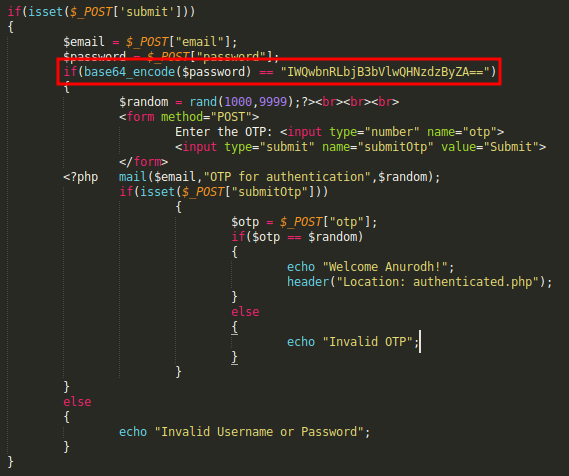 if(isset($_POST['submit']))
{
$email = $_POST["email"];
$password = $_POST["password"];
if(base64_encode($password) == "IWQwbnRLbjB3bVlwQHNzdzByZA==")
{
$random = rand(1000,9999);?><br><br><br>
<form method="POST">
Enter the OTP: <input type="number" name="otp">
<input type="submit" name="submitOtp" value="Submit">
</form>
<?php mail($email,"OTP for authentication",$random);
if(isset($_POST["submitOtp"]))
{
$otp = $_POST["otp"];
if($otp == $random)
{
echo "Welcome Anurodh!";
header("Location: authenticated.php");
}
else
{
echo "Invalid OTP";
}
}
}
else
{
echo "Invalid Username or Password";
}
}